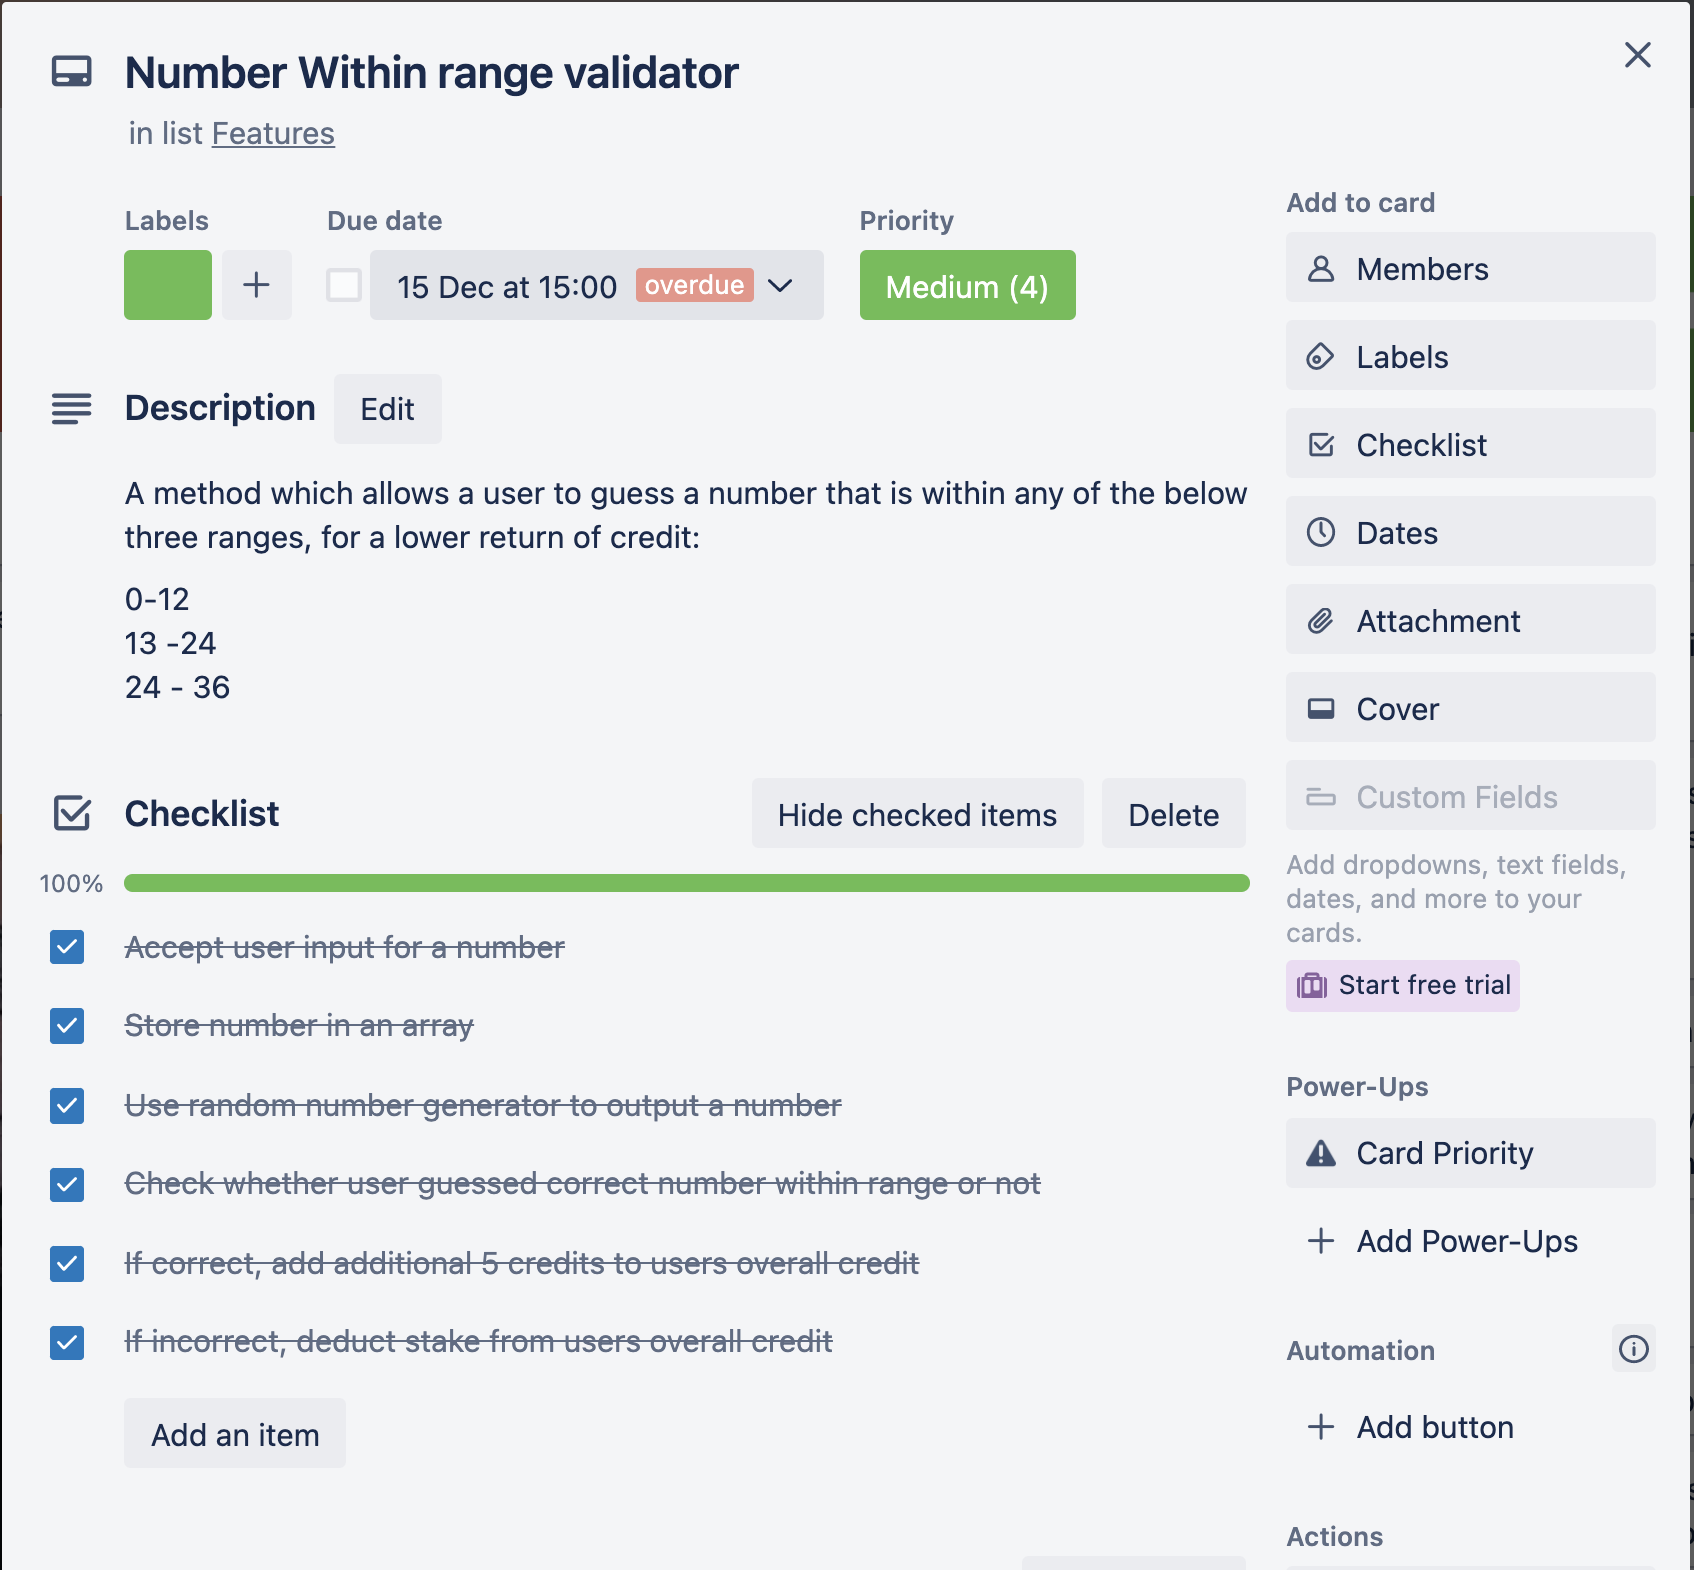 Number Within range validator
in list Features
Labels
Due date
15 Dec at 15:00 overdue
Priority
Medium (4)
Description Edit
A method which allows a user to guess a number that is within any of the below
three ranges, for a lower return of credit:
0-12
13 -24
24 - 36
Checklist
Hide checked items
Delete
100%
Accept user input for a number
Store number in an array
Use random number generator to output a number
Check whether user guessed correct number within range or not
If correct, add additional 5 credits to users overall credit
If incorrect, deduct stake from users overall credit
Add an item
Add to card
Members
Labels
Checklist
Dates
Attachment
Cover
Custom Fields
Add dropdowns, text fields,
dates, and more to your
cards.
Start free trial
Power-Ups
Card Priority
Add Power-Ups
Automation
Add button
Actions